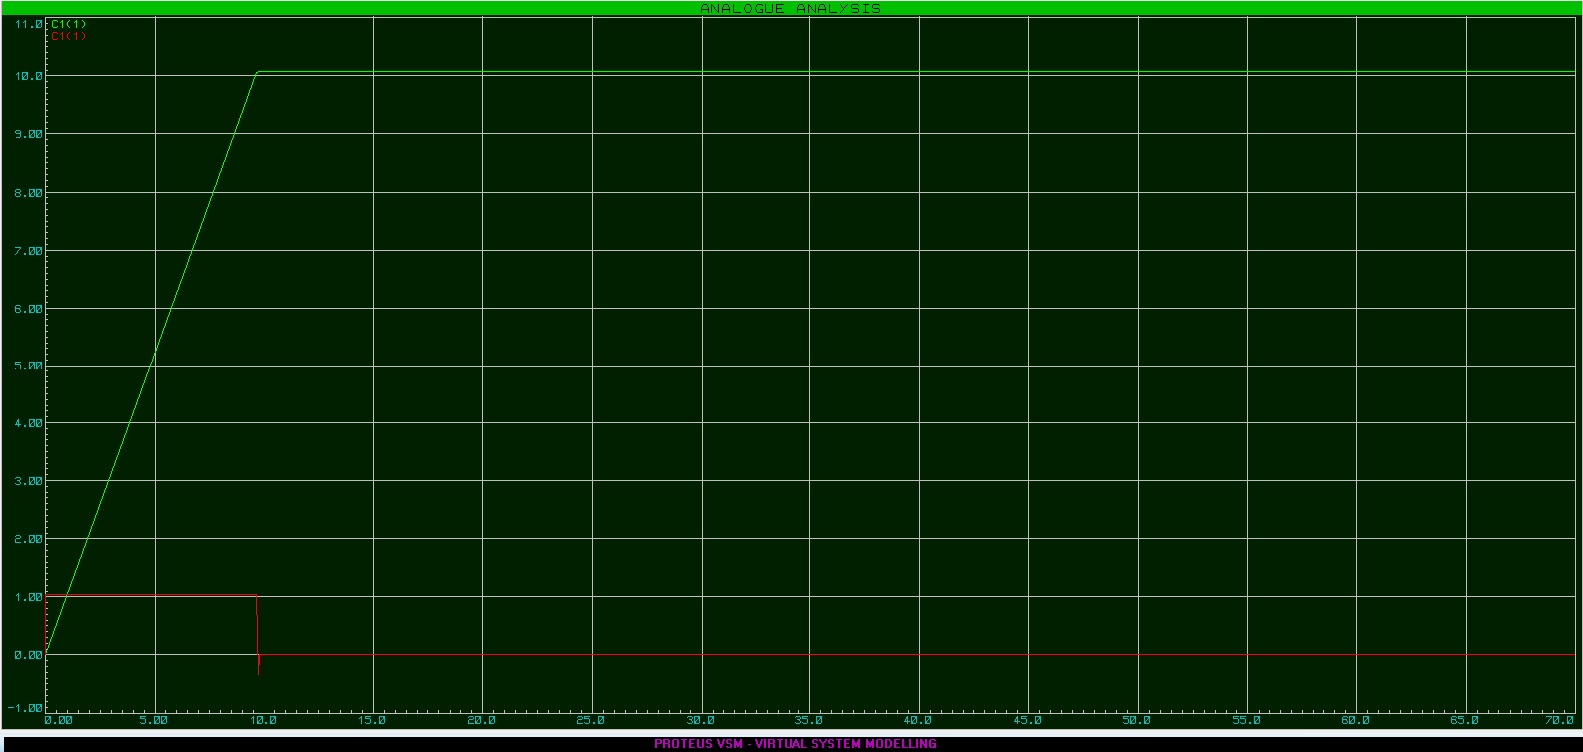 ANALOGUE ANALYSIS
11.0
C1(1)
C1(1)
10.0
9.00
8.00
7.00
6.00
5.00
4.00
3.00
2.00
1.00
0.00
-1.00
0.00 5.00 10.0 15.0 20.0 25.0 30.0 35.0 40.0 45.0 50.0 55.0 60.0 65.0 70.0
PROTEUS VSM - VIRTUAL SYSTEM MODELLING